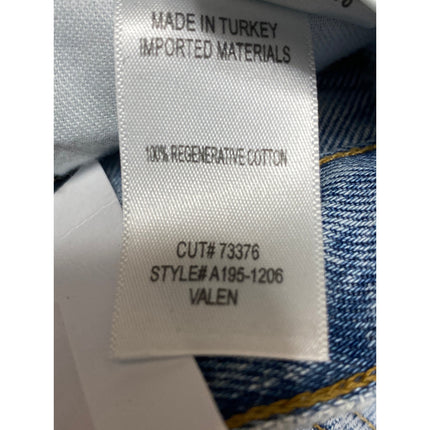 MADE IN TURKEY
IMPORTED MATERIALS
100% REGENERATIVE COTTON
CUT# 73376
STYLE# A195-1206
VALEN